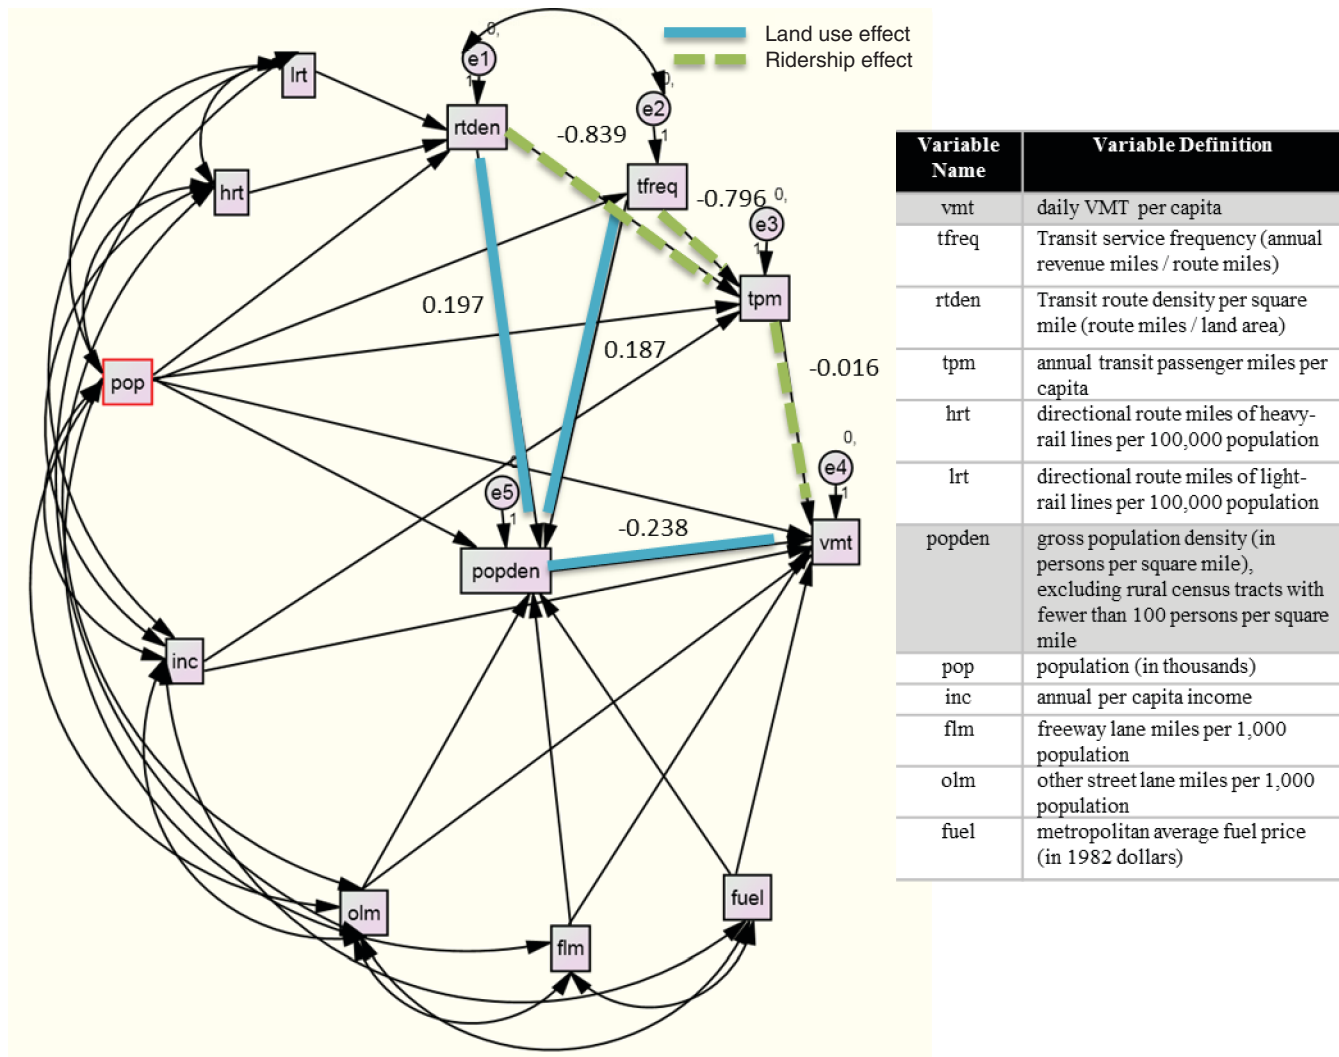 Land use effect
Ridership effect
0,
e1
1
lrt
rtden
0,
e2
1
-0.839
tfreq
hrt
-0.796
0,
e3
1
tpm
0.197
0.187
-0.016
pop
0,
e4
1
e5
1
-0.238
vmt
popden
inc
olm
flm
fuel
Variable Name
Variable Definition
vmt
daily VMT per capita
tfreq
Transit service frequency (annual
revenue miles / route miles)
rtden
Transit route density per square
mile (route miles / land area)
tpm
annual transit passenger miles per
capita
hrt
directional route miles of heavy-
rail lines per 100,000 population
lrt
directional route miles of light-
rail lines per 100,000 population
popden
gross population density (in
persons per square mile),
excluding rural census tracts with
fewer than 100 persons per square
mile
pop
population (in thousands)
inc
annual per capita income
flm
freeway lane miles per 1,000
population
olm
other street lane miles per 1,000
population
fuel
metropolitan average fuel price
(in 1982 dollars)